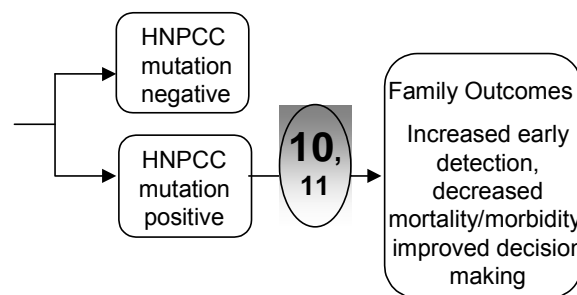 HNPCC
mutation
negative
HNPCC
mutation
positive
10,
11
Family Outcomes
Increased early
detection,
decreased
mortality/morbidity
improved decision
making